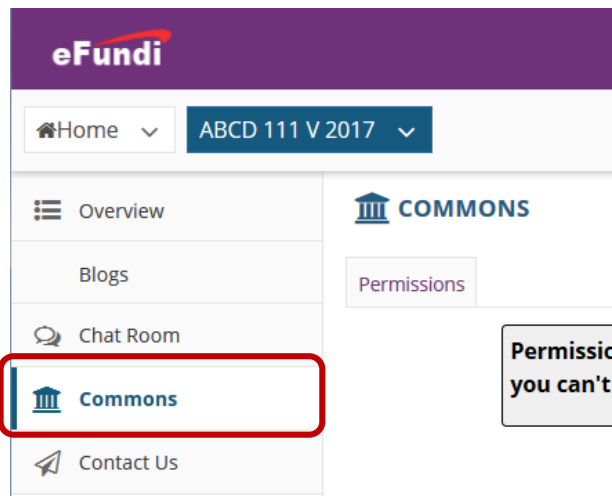 eFundi
Home
ABCD 111 V 2017
Overview
COMMONS
Blogs
Permissions
Chat Room
Commons
you can't
Contact Us